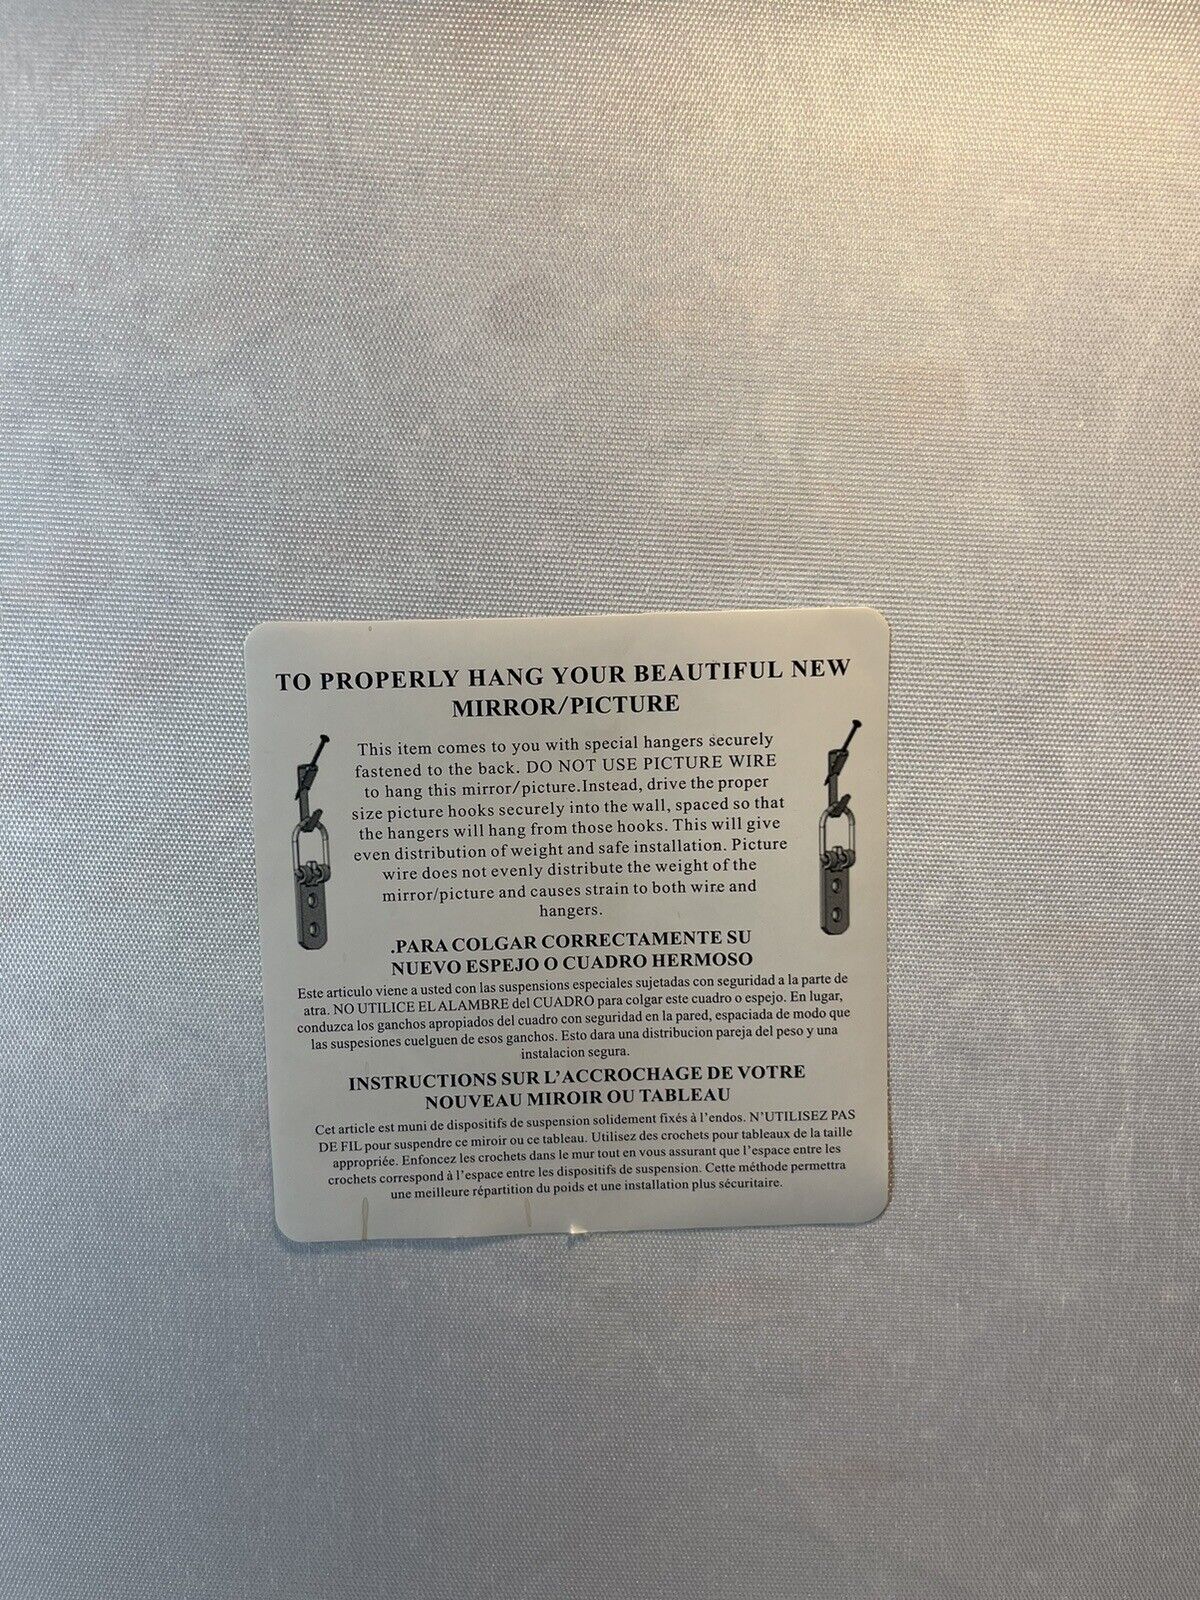 TO PROPERLY HANG YOUR BEAUTIFUL NEW
MIRROR/PICTURE
This item comes to you with special hangers securely
fastened to the back. DO NOT USE PICTURE WIRE
to hang this mirror/picture.Instead, drive the proper
size picture hooks securely into the wall, spaced so that
the hangers will hang from those hooks. This will give
even distribution of weight and safe installation. Picture
wire does not evenly distribute the weight of the
mirror/picture and causes strain to both wire and
hangers.
.PARA COLGAR CORRECTAMENTE SU
NUEVO ESPEJO O CUADRO HERMOSO
Este articulo viene a usted con las suspensiones especiales sujetadas con seguridad a la parte de
atra. NO UTILICE EL ALAMBRE del CUADRO para colgar este cuadro o espejo. En lugar,
conduzca los ganchos apropiados del cuadro con seguridad en la pared, espaciada de modo que
las suspesiones cuelguen de esos ganchos. Esto dara una distribucion pareja del peso y una
instalacion segura.
INSTRUCTIONS SUR L'ACCROCHAGE DE VOTRE
NOUVEAU MIROIR OU TABLEAU
Cet article est muni de dispositifs de suspension solidement fixés à l'endos. N'UTILISEZ PAS
DE FIL pour suspendre ce miroir ou ce tableau. Utilisez des crochets pour tableaux de la taille
appropriée. Enfoncez les crochets dans le mur tout en vous assurant que l'espace entre les
crochets correspond à l'espace entre les dispositifs de suspension. Cette méthode permettra
une meilleure répartition du poids et une installation plus sécuritaire.